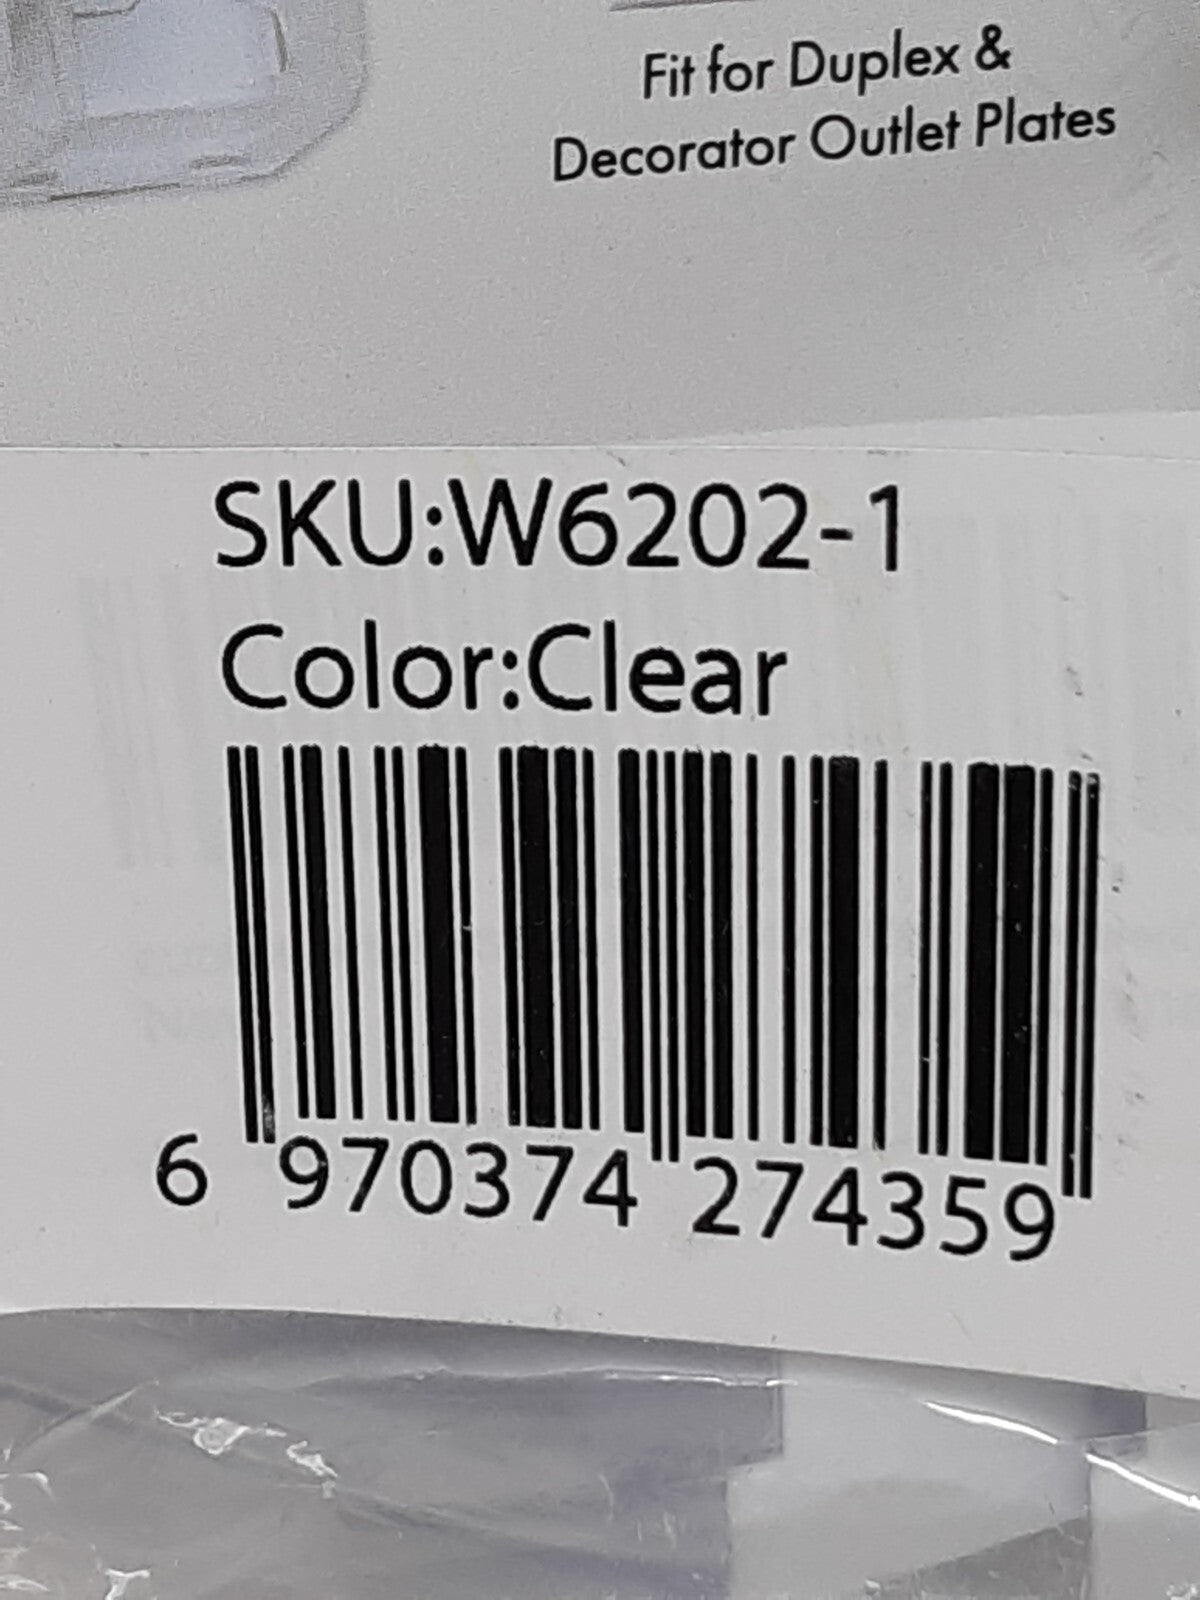 Fit for Duplex &
Decorator Outlet Plates
SKU:W6202-1
Color:Clear
6 970374 274359